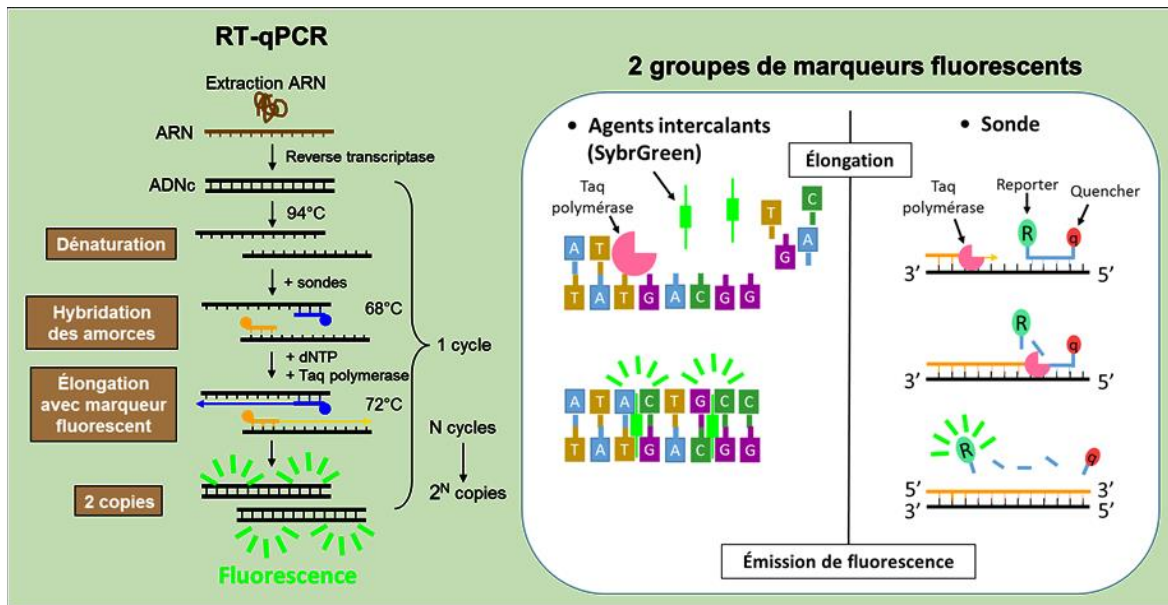 RT-qPCR
Extraction ARN
ARN
Reverse transcriptase
ADNc
94°C
Dénaturation
+ sondes
Hybridation
des amorces
68°C
+ dNTP
+ Taq polymerase
1 cycle
Élongation
avec marqueur
fluorescent
72°C
N cycles
2 copies
2N copies
Fluorescence
2 groupes de marqueurs fluorescents
• Agents intercalants
(SybrGreen)
• Sonde
Élongation
Taq
polymérase
T C
G A
A T
T A T G A C G G
A T A C T G C C
T A T G A C G G
Taq
polymérase
Reporter
Quencher
R q
3’ 5’
R q
3’ 5’
R q
5’ 3’
3’ 5’
Émission de fluorescence